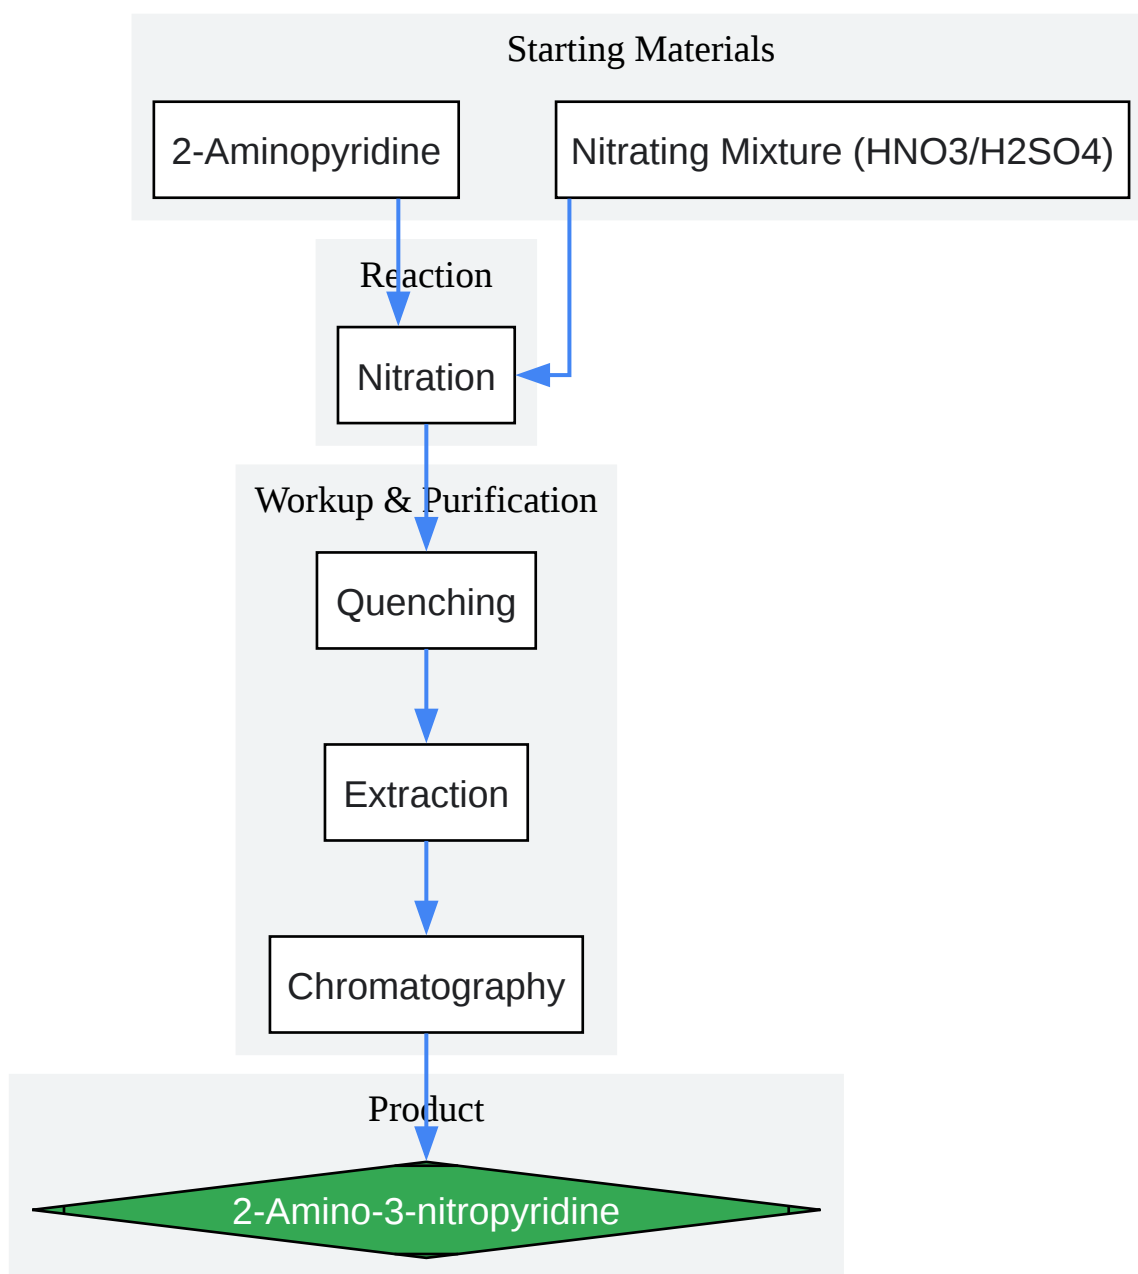 Starting Materials
2-Aminopyridine
Nitrating Mixture (HNO3/H2SO4)
Reaction
Nitration
Workup & Purification
Quenching
Extraction
Chromatography
Product
2-Amino-3-nitropyridine